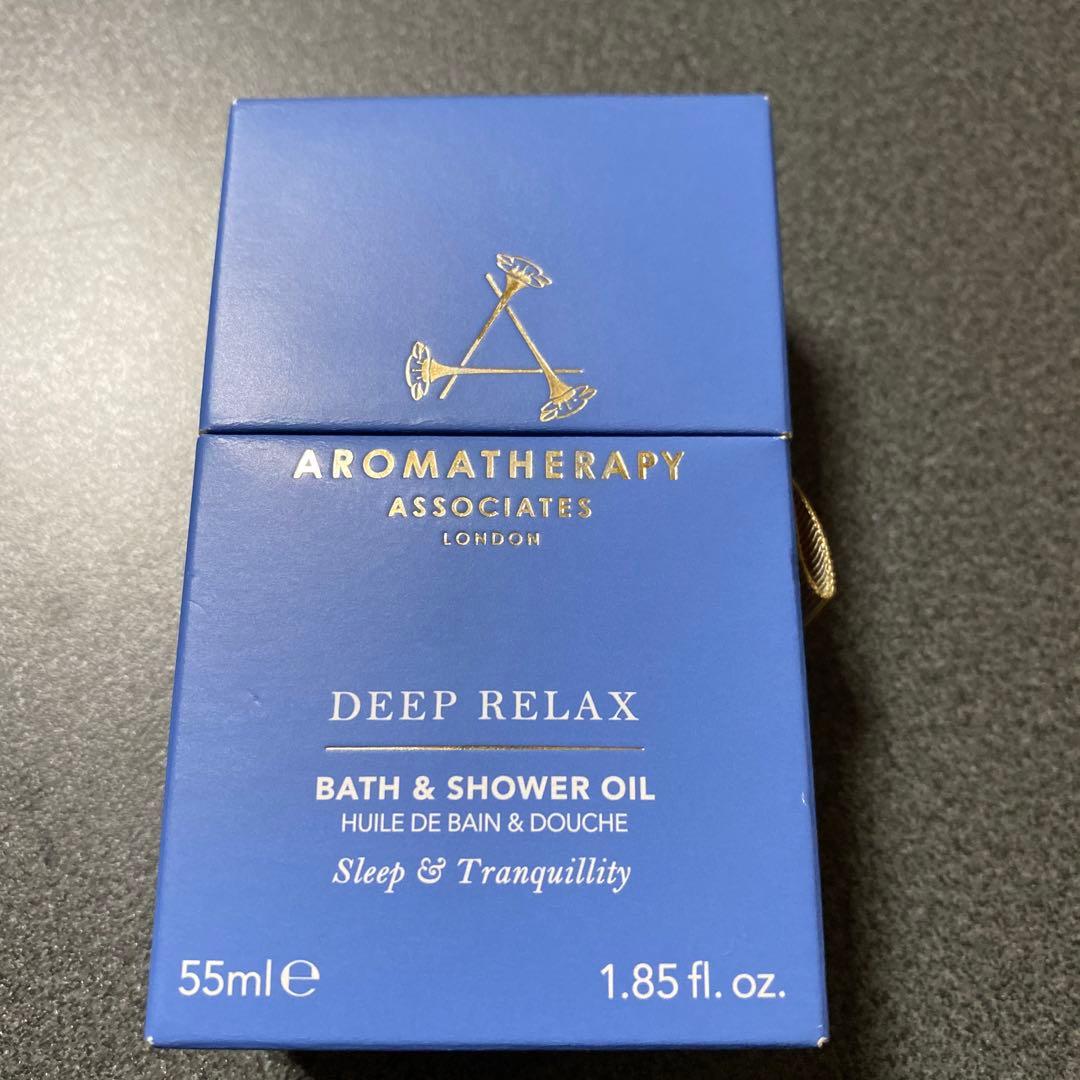 AROMATHERAPY
ASSOCIATES
LONDON
DEEP RELAX
BATH & SHOWER OIL
HUILE DE BAIN & DOUCHE
Sleep & Tranquillity
55ml ℮ 1.85 fl. oz.